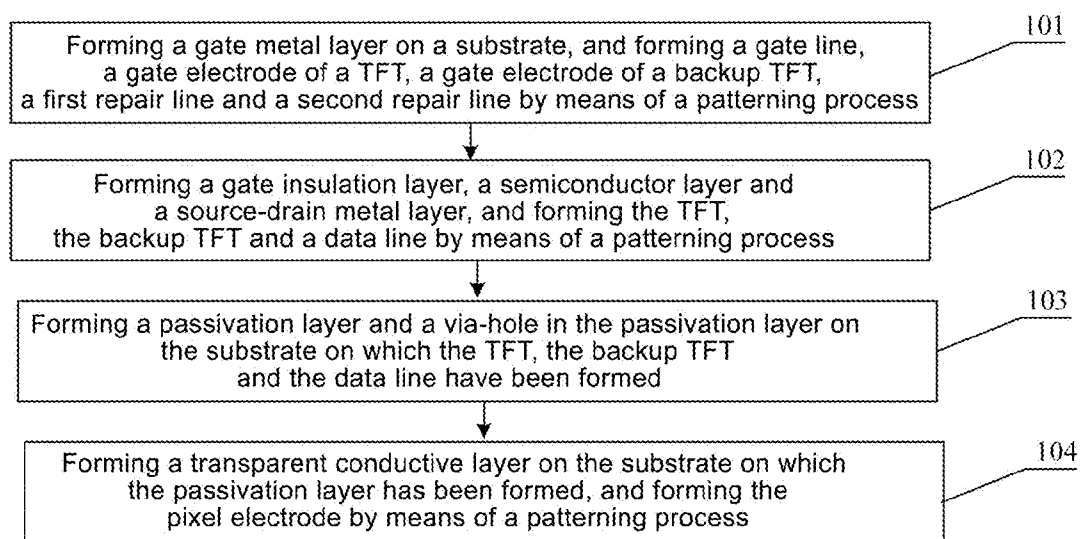 101
Forming a gate metal layer on a substrate, and forming a gate line,
a gate electrode of a TFT, a gate electrode of a backup TFT,
a first repair line and a second repair line by means of a patterning process
102
Forming a gate insulation layer, a semiconductor layer and
a source-drain metal layer, and forming the TFT,
the backup TFT and a data line by means of a patterning process
103
Forming a passivation layer and a via-hole in the passivation layer on
the substrate on which the TFT, the backup TFT
and the data line have been formed
104
Forming a transparent conductive layer on the substrate on which
the passivation layer has been formed, and forming the
pixel electrode by means of a patterning process